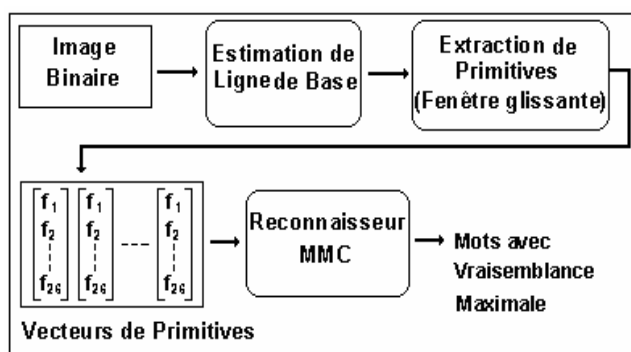 Image
Binaire
Estimation de
Ligne de Base
Extraction de
Primitives
(Fenêtre glissante)
f1 f1 f1
f2 f2 f2
f26 f26 f26
Reconnaisseur
MMC
Mots avec
Vraisemblance
Maximale
Vecteurs de Primitives